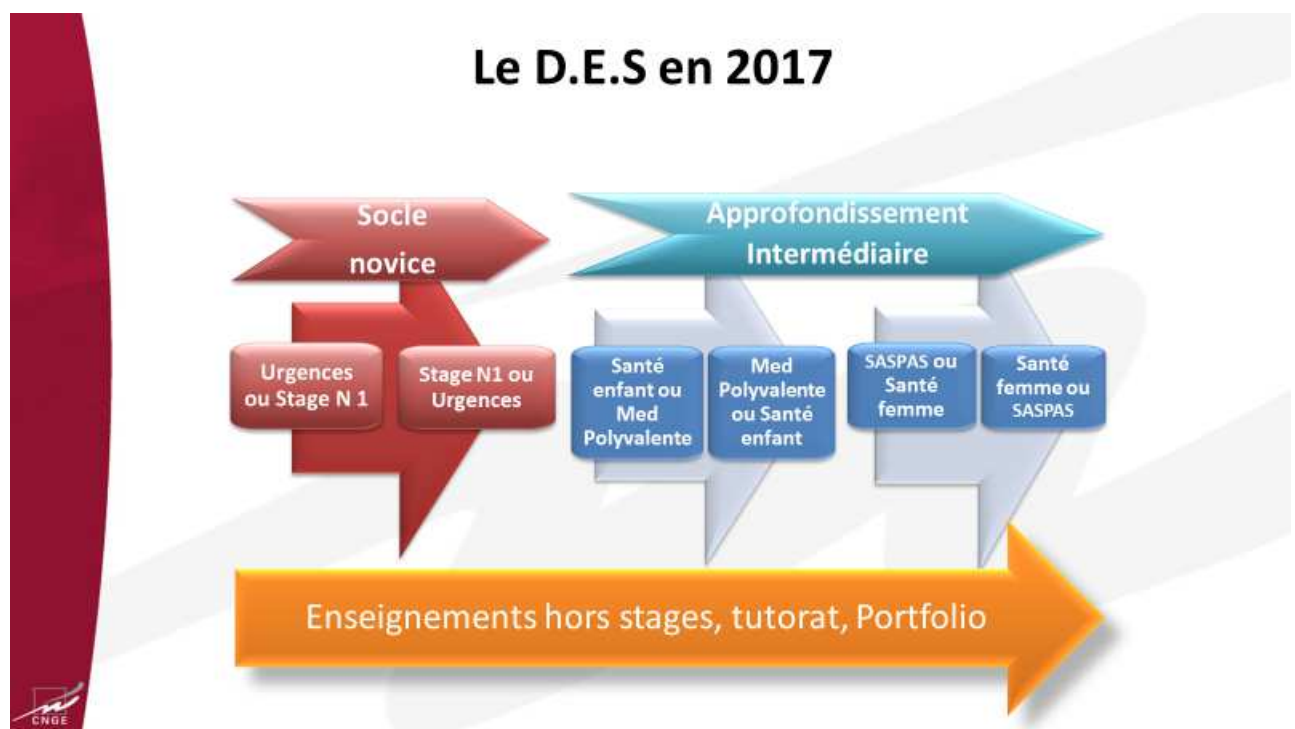 Le D.E.S en 2017
Socle
novice
Approfondissement
Intermédiaire
Urgences
ou Stage N 1
Stage N1 ou
Urgences
Santé
enfant ou
Med
Polyvalente
Med
Polyvalente
ou Santé
enfant
SASPAS ou
Santé
femme
Santé
femme ou
SASPAS
Enseignements hors stages, tutorat, Portfolio
CNGE